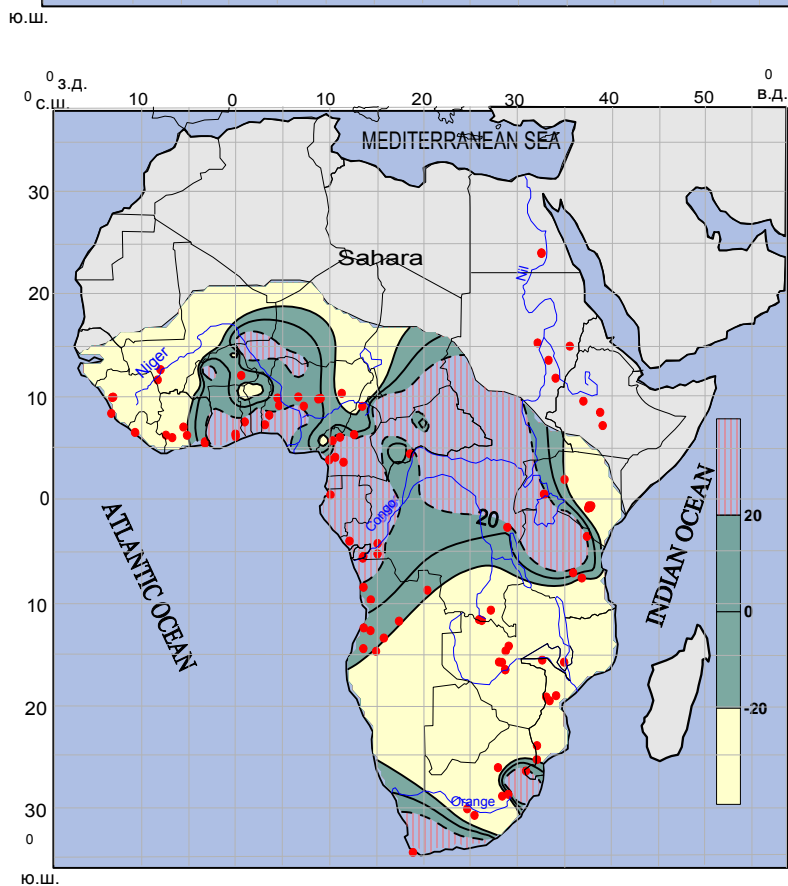 ю.ш.
0 з.д.
0
0 с.ш.
10
0
10
20
30
40
50
в.д.
MEDITERRANEAN SEA
30
Sahara
Nil
20
Niger
10
0
Congo
20
ATLANTIC OCEAN
INDIAN OCEAN
20
0
-20
10
20
30
Orange
0
ю.ш.